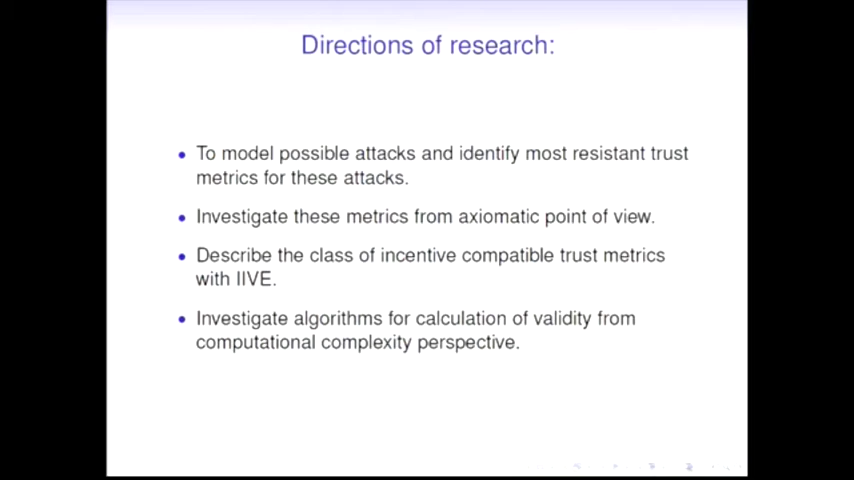 Directions of research:
• To model possible attacks and identify most resistant trust
metrics for these attacks.
• Investigate these metrics from axiomatic point of view.
• Describe the class of incentive compatible trust metrics
with IIVE.
• Investigate algorithms for calculation of validity from
computational complexity perspective.